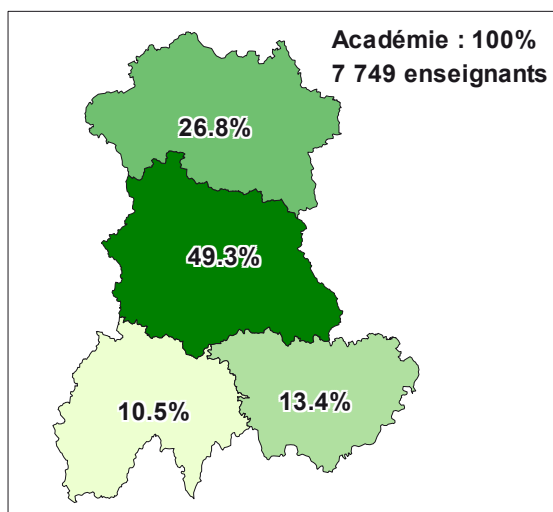 Académie : 100%
7 749 enseignants
26.8%
49.3%
10.5%
13.4%